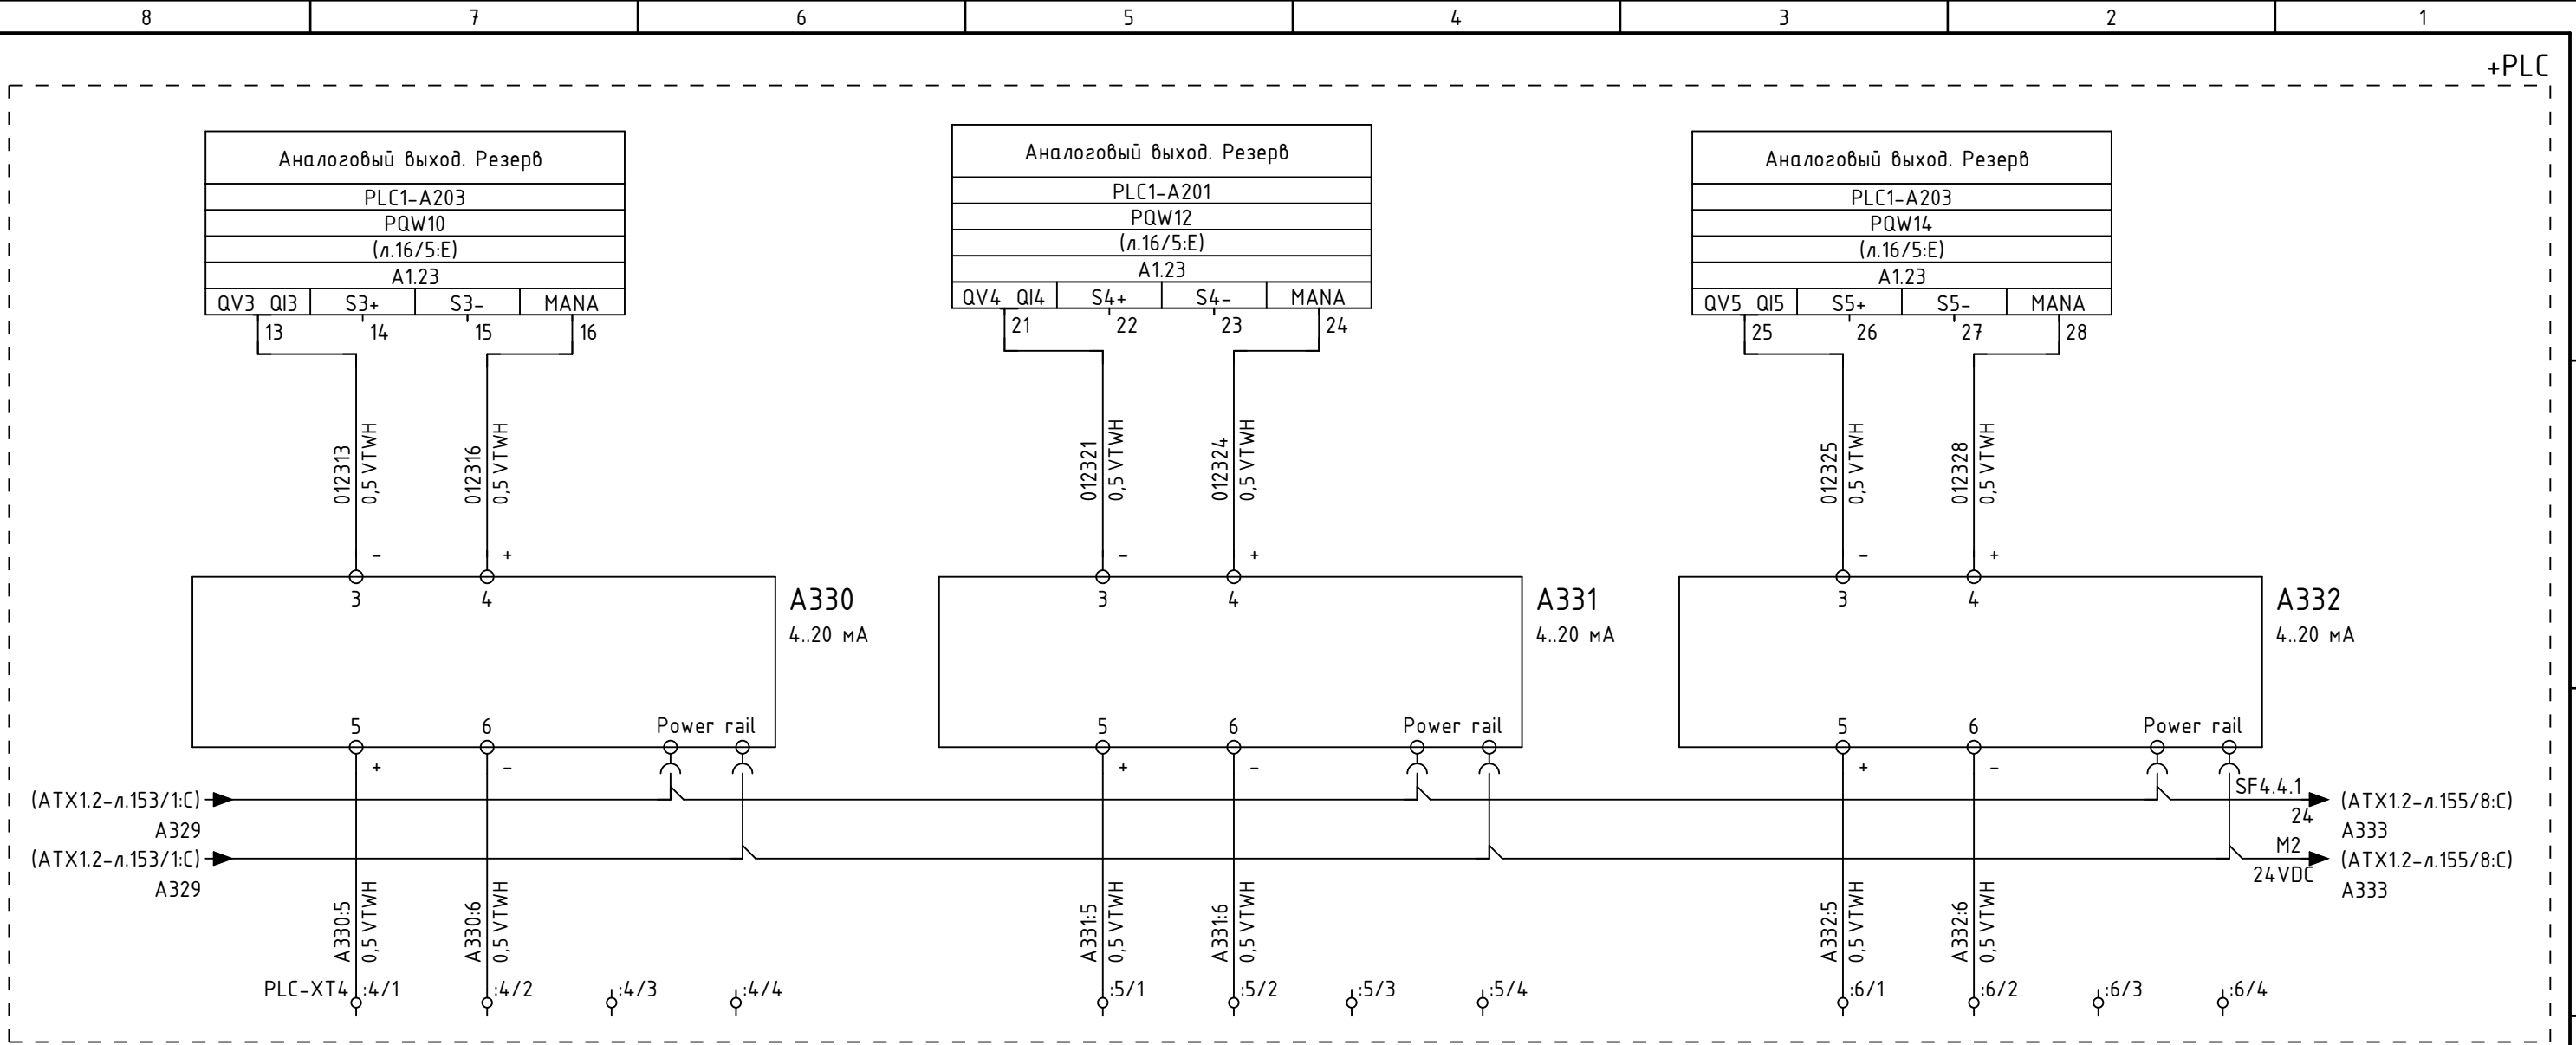 8 7 6 5 4 3 2 1
+PLC
Аналоговый выход. Резерв
PLC1-A203
PQW10
(л.16/5:E)
A1.23
QV3 QI3 S3+ S3- MANA
13 14 15 16
Аналоговый выход. Резерв
PLC1-A201
PQW12
(л.16/5:E)
A1.23
QV4 QI4 S4+ S4- MANA
21 22 23 24
Аналоговый выход. Резерв
PLC1-A203
PQW14
(л.16/5:E)
A1.23
QV5 QI5 S5+ S5- MANA
25 26 27 28
012313
0,5 VTWH
012316
0,5 VTWH
012321
0,5 VTWH
012324
0,5 VTWH
012325
0,5 VTWH
012328
0,5 VTWH
- +
3 4
A330
4..20 мА
5 6 Power rail
+ -
- +
3 4
A331
4..20 мА
5 6 Power rail
+ -
- +
3 4
A332
4..20 мА
5 6 Power rail
+ -
(ATX1.2-л.153/1:C)
A329
(ATX1.2-л.153/1:C)
A329
SF4.4.1
24
(ATX1.2-л.155/8:C)
A333
M2
24VDC
(ATX1.2-л.155/8:C)
A333
A330:5
0,5 VTWH
A330:6
0,5 VTWH
A331:5
0,5 VTWH
A331:6
0,5 VTWH
A332:5
0,5 VTWH
A332:6
0,5 VTWH
PLC-XT4 :4/1 :4/2 :4/3 :4/4 :5/1 :5/2 :5/3 :5/4 :6/1 :6/2 :6/3 :6/4